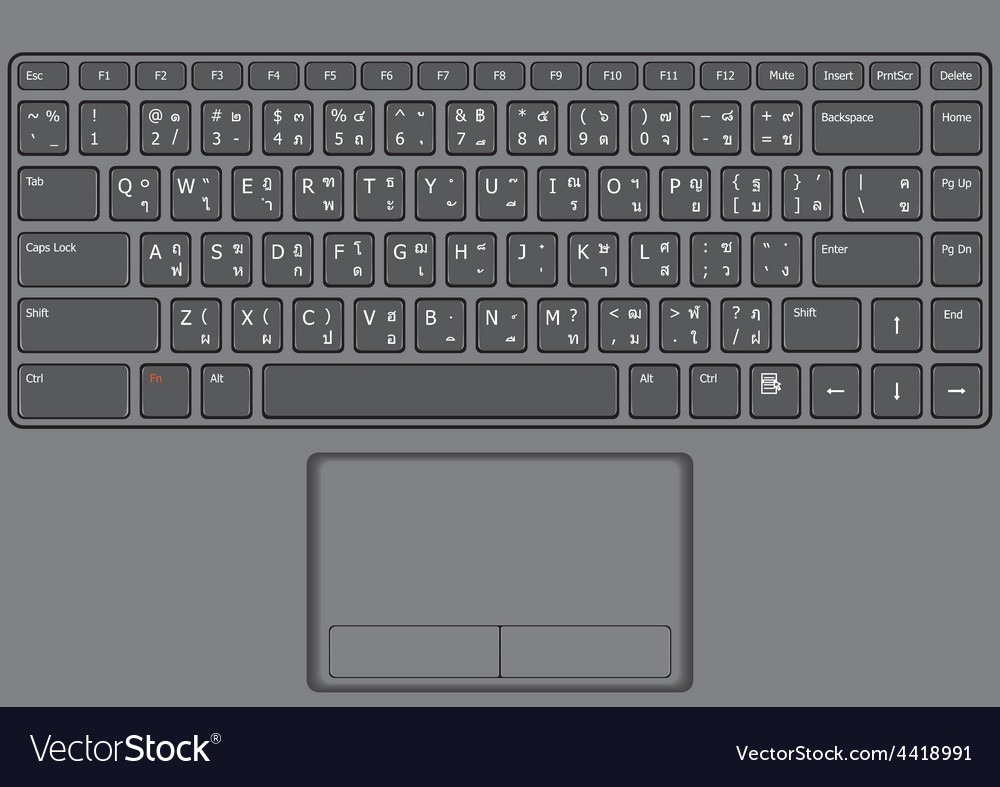 Esc F1 F2 F3 F4 F5 F6 F7 F8 F9 F10 F11 F12 Mute Insert PrntScr Delete
~ % ! @ ๑ # ๒ $ ๓ % ๔ ^ ู & ฿ * ๕ ( ๖ ) ๗ – ๘ + ๙ Backspace Home
` _ 1 2 / 3 - 4 ภ 5 ถ 6 ุ 7 ึ 8 ค 9 ต 0 จ - ข = ช
Tab Q ๐ W " E ฎ R ฑ T ธ Y ํ U ๊ I ณ O ฯ P ญ { ฐ } ʼ | ค Pg Up
ๆ ไ ำ พ ะ ั ี ร น ย [ บ ] ล \ ข
Caps Lock A ฤ S ฆ D ฏ F โ G ฌ H ็ J ๋ K ษ L ศ : ซ " . Enter Pg Dn
ฟ ห ก ด เ ้ ่ า ส ; ว ` ง
Shift Z ( X ( C ) V ฮ B . N ์ M ? < ฒ > ฬ ? ฦ Shift ↑ End
ผ ผ ป อ ิ ื ท , ม . ใ / ฝ
Ctrl Fn Alt Alt Ctrl ← ↓ →
VectorStock®
VectorStock.com/4418991